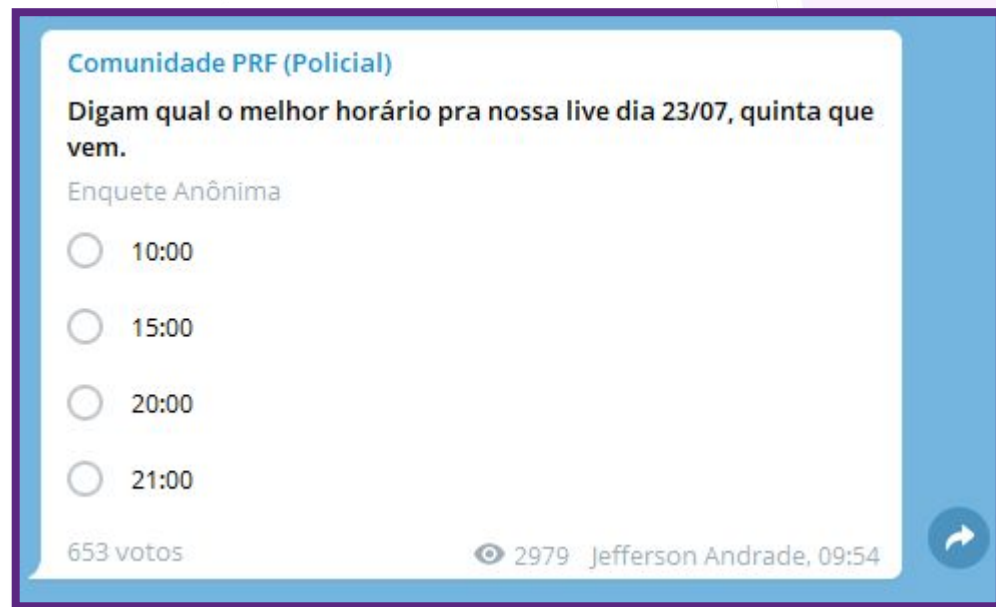 Comunidade PRF (Policial)
Digam qual o melhor horário pra nossa live dia 23/07, quinta que
vem.
Enquete Anônima
10:00
15:00
20:00
21:00
653 votos 2979 Jefferson Andrade, 09:54